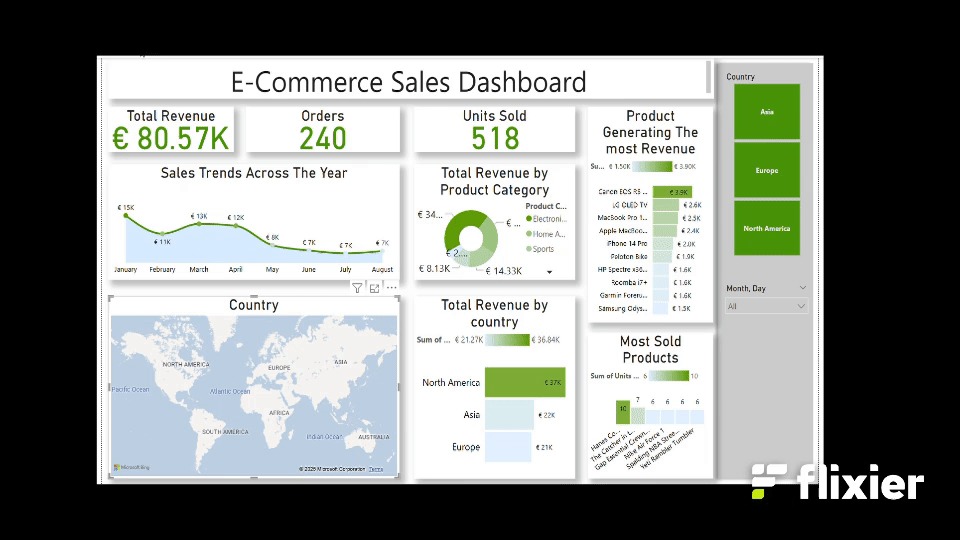 E-Commerce Sales Dashboard
Total Revenue
€ 80.57K
Orders
240
Units Sold
518
Sales Trends Across The Year
€ 15K
€ 11K
€ 13K
€ 12K
€ 8K
€ 7K
€ 7K
€ 7K
January February March April May June July August
Total Revenue by
Product Category
€ 34...
€ ...
€ 2...
€ 8.13K
€ 14.33K
Product C...
Electroni...
Home A...
Sports
Product
Generating The
most Revenue
Su... € 1.50K € 3.90K
Canon EOS R5 ... € 3.9K
LG OLED TV € 2.6K
MacBook Pro 1... € 2.5K
Apple MacBo... € 2.4K
iPhone 14 Pro € 2.0K
Peloton Bike € 1.9K
HP Spectre x36... € 1.6K
Roomba i7+ € 1.6K
Garmin Foreru... € 1.6K
Samsung Odys... € 1.5K
Country
Asia
Europe
North America
Month, Day
All
Country
NORTH AMERICA
EUROPE
ASIA
Pacific Ocean
Atlantic Ocean
AFRICA
SOUTH AMERICA
Indian Ocean
AUSTRALIA
Microsoft Bing
© 2025 Microsoft Corporation Terms
Total Revenue by
country
Sum of ... € 21.27K € 36.84K
North America € 37K
Asia € 22K
Europe € 21K
Most Sold
Products
Sum of Units ... 6 10
10 7 6 6 6 6
Hanes Co...
The Catcher in t...
Gap Essential Crewn...
Nike Air Force 1
Spalding NBA Stree...
Yeti Rambler Tumbler
flixier